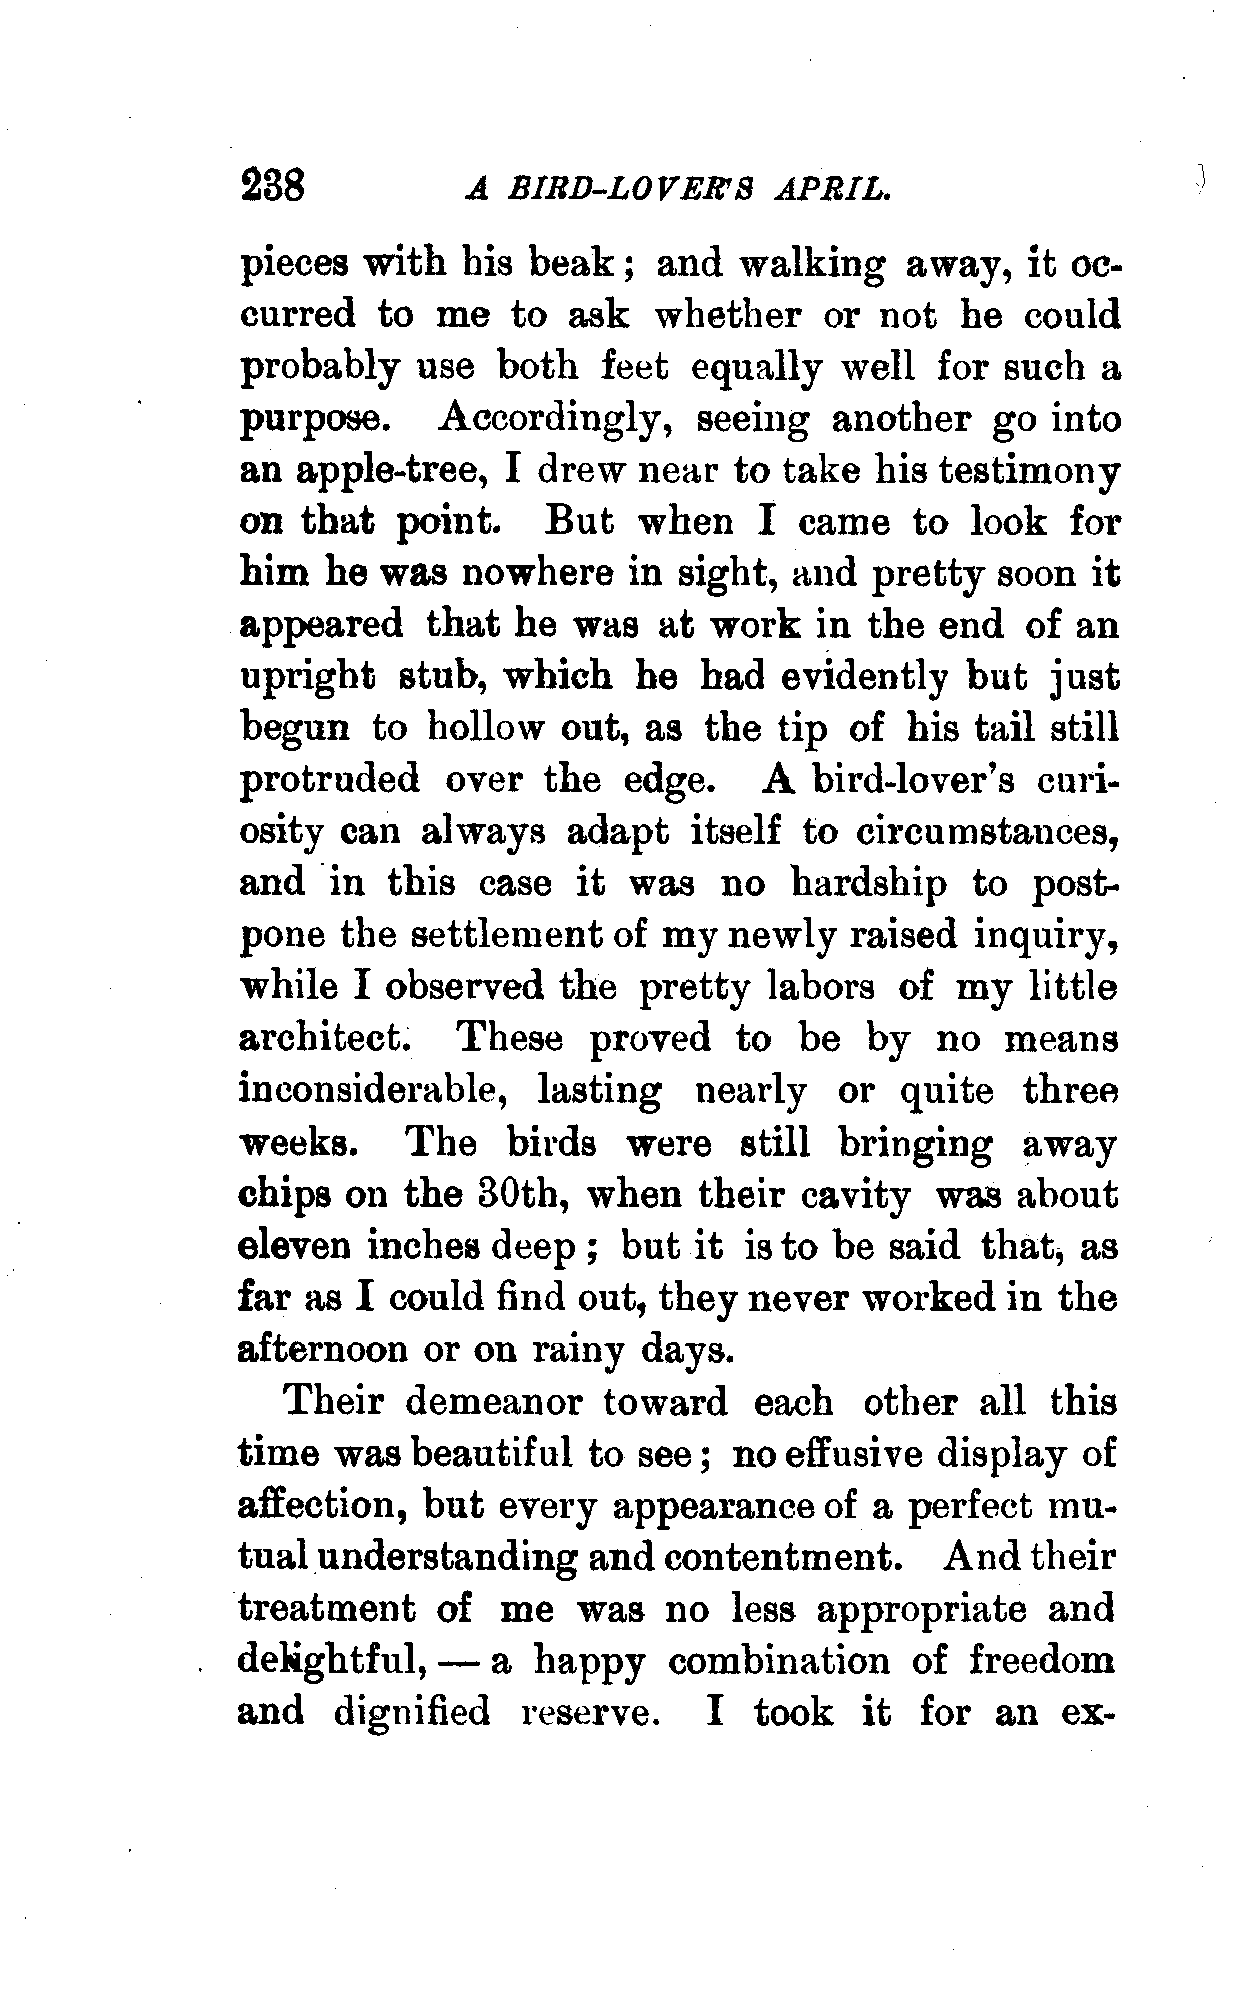 238 A BIRD-LOVER'S APRIL.
pieces with his beak; and walking away, it oc-
curred to me to ask whether or not he could
probably use both feet equally well for such a
purpose. Accordingly, seeing another go into
an apple-tree, I drew near to take his testimony
on that point. But when I came to look for
him he was nowhere in sight, and pretty soon it
appeared that he was at work in the end of an
upright stub, which he had evidently but just
begun to hollow out, as the tip of his tail still
protruded over the edge. A bird-lover's curi-
osity can always adapt itself to circumstances,
and in this case it was no hardship to post-
pone the settlement of my newly raised inquiry,
while I observed the pretty labors of my little
architect. These proved to be by no means
inconsiderable, lasting nearly or quite three
weeks. The birds were still bringing away
chips on the 30th, when their cavity was about
eleven inches deep; but it is to be said that, as
far as I could find out, they never worked in the
afternoon or on rainy days.
Their demeanor toward each other all this
time was beautiful to see; no effusive display of
affection, but every appearance of a perfect mu-
tual understanding and contentment. And their
treatment of me was no less appropriate and
delightful, — a happy combination of freedom
and dignified reserve. I took it for an ex-